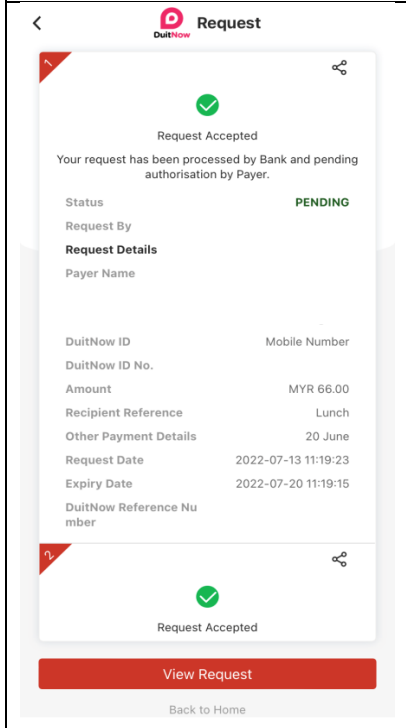 DuitNow
Request
1
Request Accepted
Your request has been processed by Bank and pending
authorisation by Payer.
Status PENDING
Request By
Request Details
Payer Name
DuitNow ID Mobile Number
DuitNow ID No.
Amount MYR 66.00
Recipient Reference Lunch
Other Payment Details 20 June
Request Date 2022-07-13 11:19:23
Expiry Date 2022-07-20 11:19:15
DuitNow Reference Nu
mber
2
Request Accepted
View Request
Back to Home